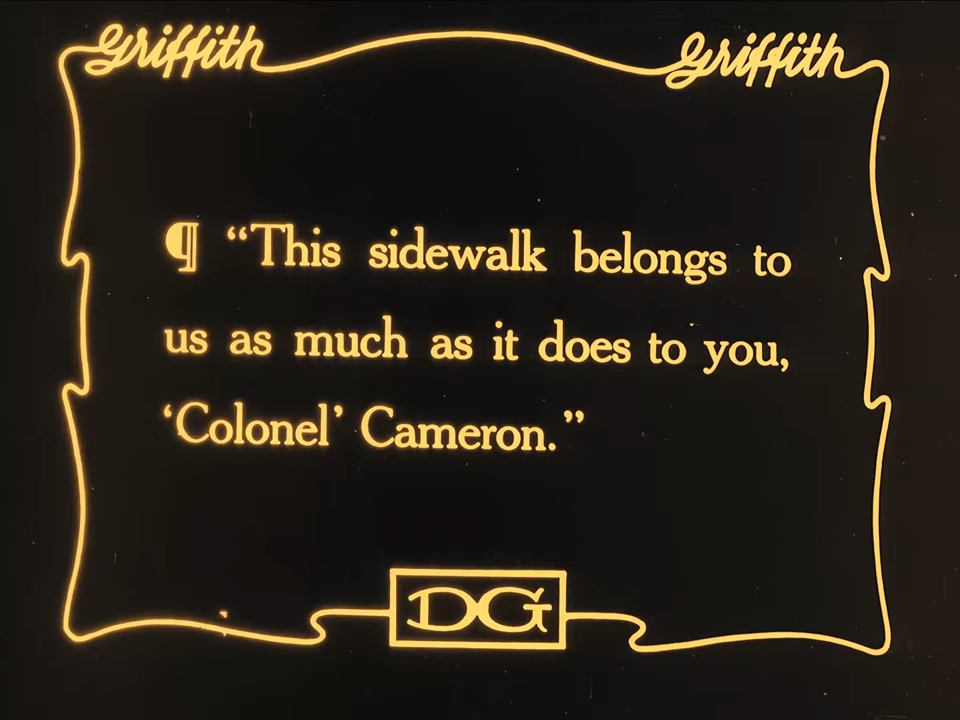 Griffith Griffith
¶ “This sidewalk belongs to
us as much as it does to you,
‘Colonel’ Cameron.”
DG